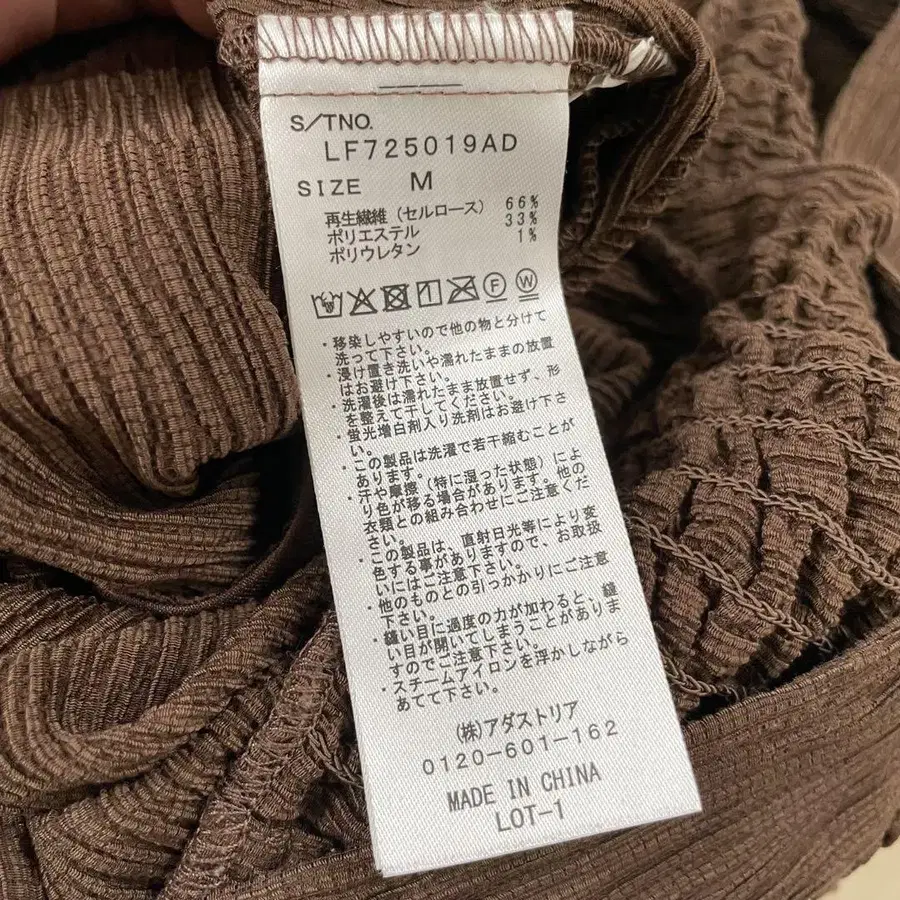 S/TNO.
LF725019AD
SIZE M
再生繊維（セルロース） 66%
ポリエステル 33%
ポリウレタン 1%
・移染しやすいので他の物と分けて
洗って下さい。
・浸け置き洗いや濡れたままの放置
はお避け下さい。
・洗濯後は濡れたまま放置せず、形
を整えて干してください。
・蛍光増白剤入り洗剤はお避け下さ
い。
・この製品は洗濯で若干縮むことが
あります。
・汗や摩擦。（特に湿った状態）によ
り色が移る場合があります。他の
衣類との組み合わせにご注意くだ
さい。
・この製品は、直射日光等により変
色する事がありますので、お取扱
いにはご注意下さい。
・他のものとの引っかかりにご注意
下さい。
・縫い目に過度の力が加わると、縫
い目が開いてしまうことがありま
すのでご注意下さい。
・スチームアイロンを浮かしながら
あてて下さい。
(株)アダストリア
0120-601-162
MADE IN CHINA
LOT-1